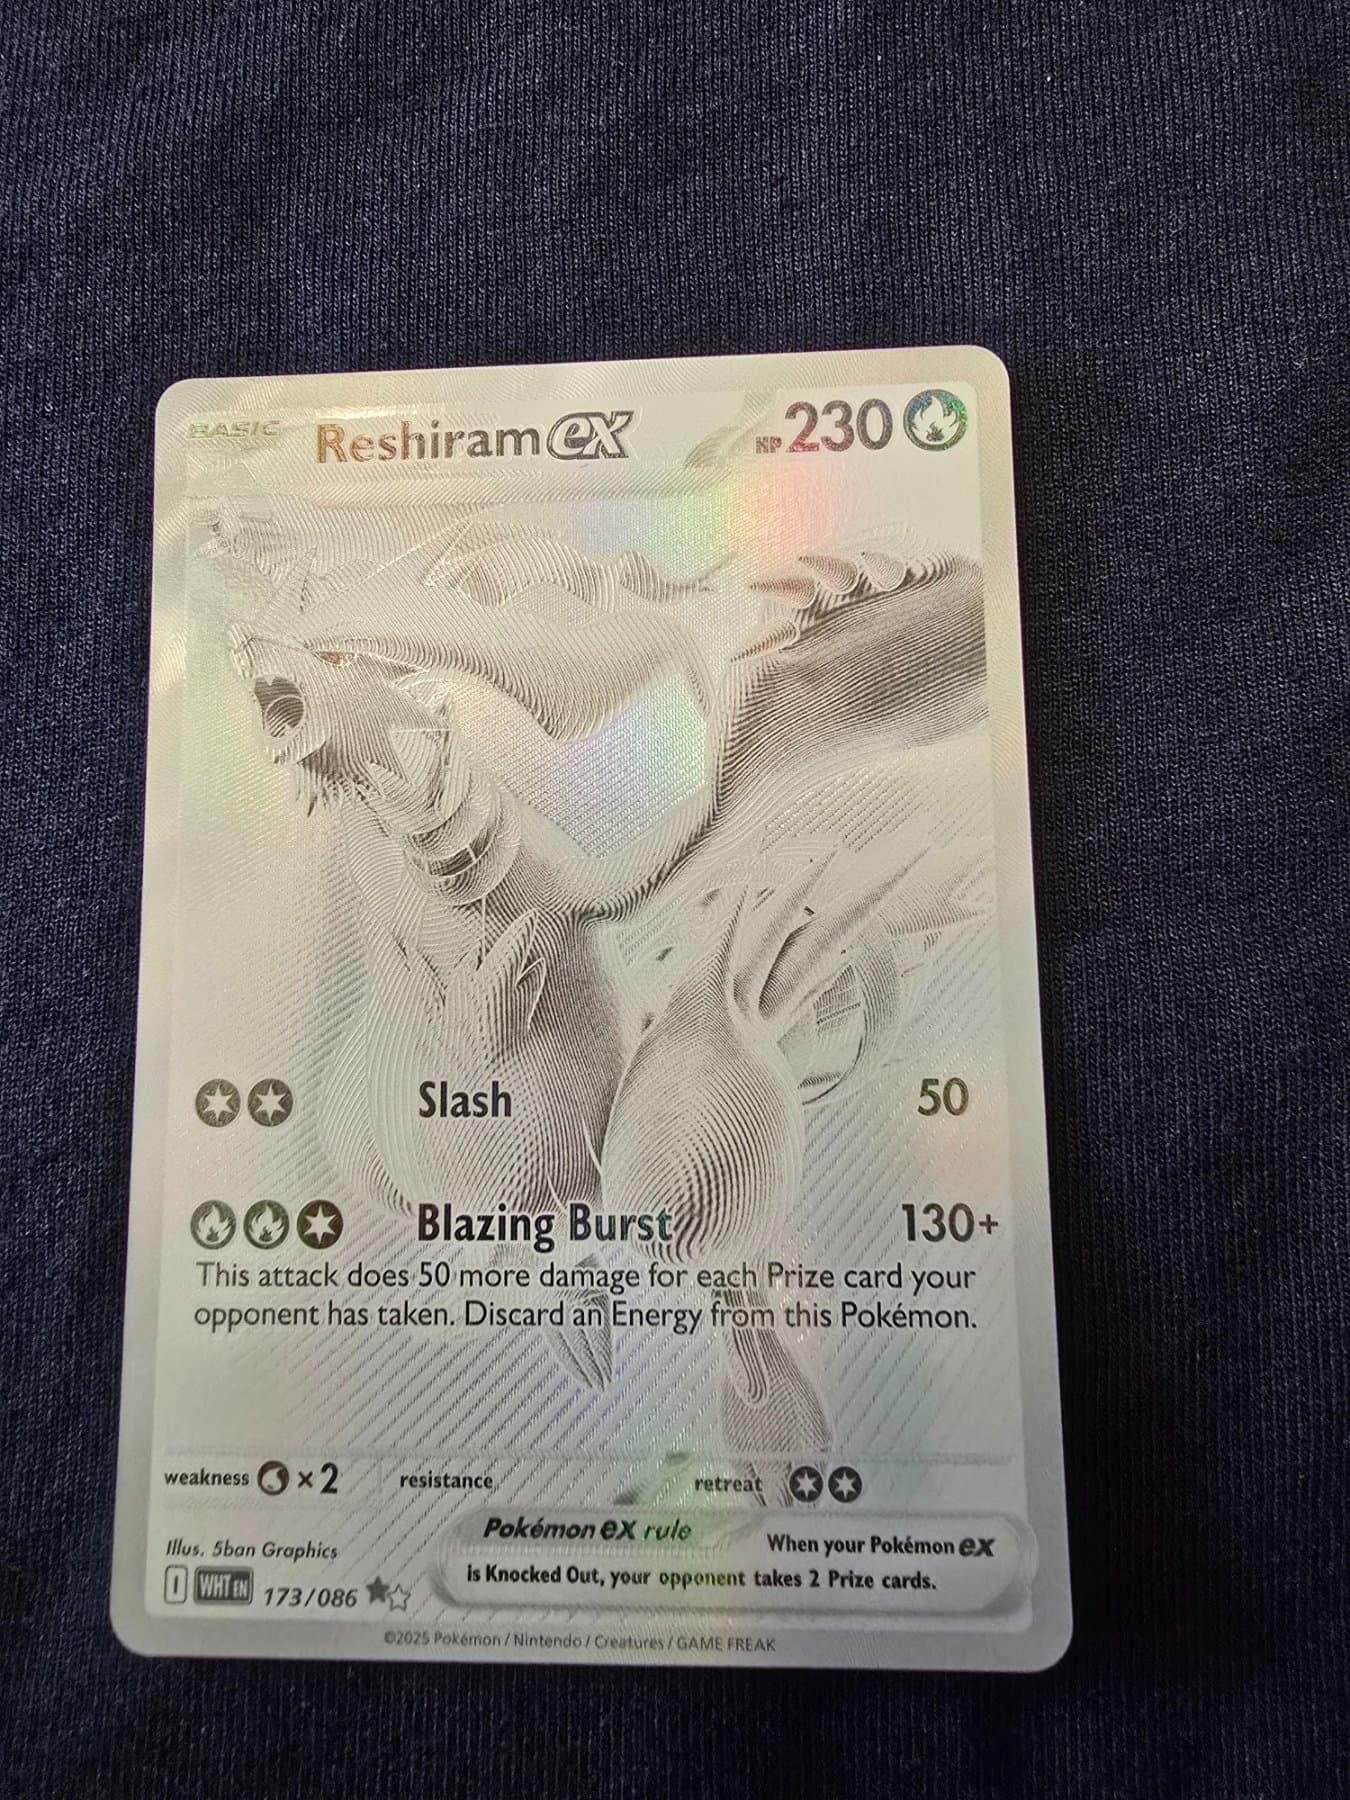 BASIC Reshiram ex HP 230
Slash 50
Blazing Burst 130+
This attack does 50 more damage for each Prize card your
opponent has taken. Discard an Energy from this Pokémon.
weakness ×2 resistance retreat
Illus. 5ban Graphics
I WHT EN 173/086
Pokémon ex rule When your Pokémon ex
is Knocked Out, your opponent takes 2 Prize cards.
©2025 Pokémon / Nintendo / Creatures / GAME FREAK